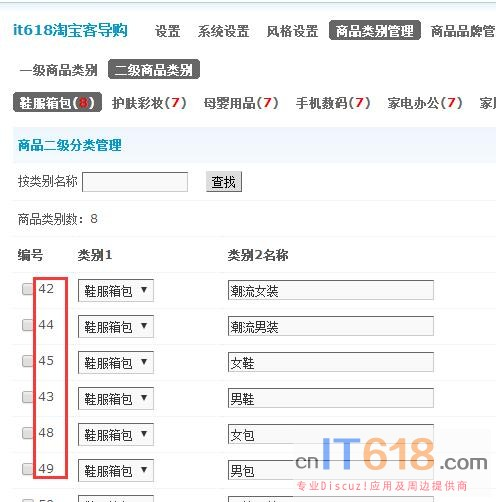 it618淘宝客导购 设置 系统设置 风格设置 商品类别管理 商品品牌管
一级商品类别 二级商品类别
鞋服箱包(8) 护肤彩妆(7) 母婴用品(7) 手机数码(7) 家电办公(7) 家
商品二级分类管理
按类别名称 查找
商品类别数：8
编号 类别1 类别2名称
42 鞋服箱包 潮流女装
44 鞋服箱包 潮流男装
45 鞋服箱包 女鞋
43 鞋服箱包 男鞋
48 鞋服箱包 女包
49 鞋服箱包 男包
cnIT618.com
专业Discuz!应用及周边提供商